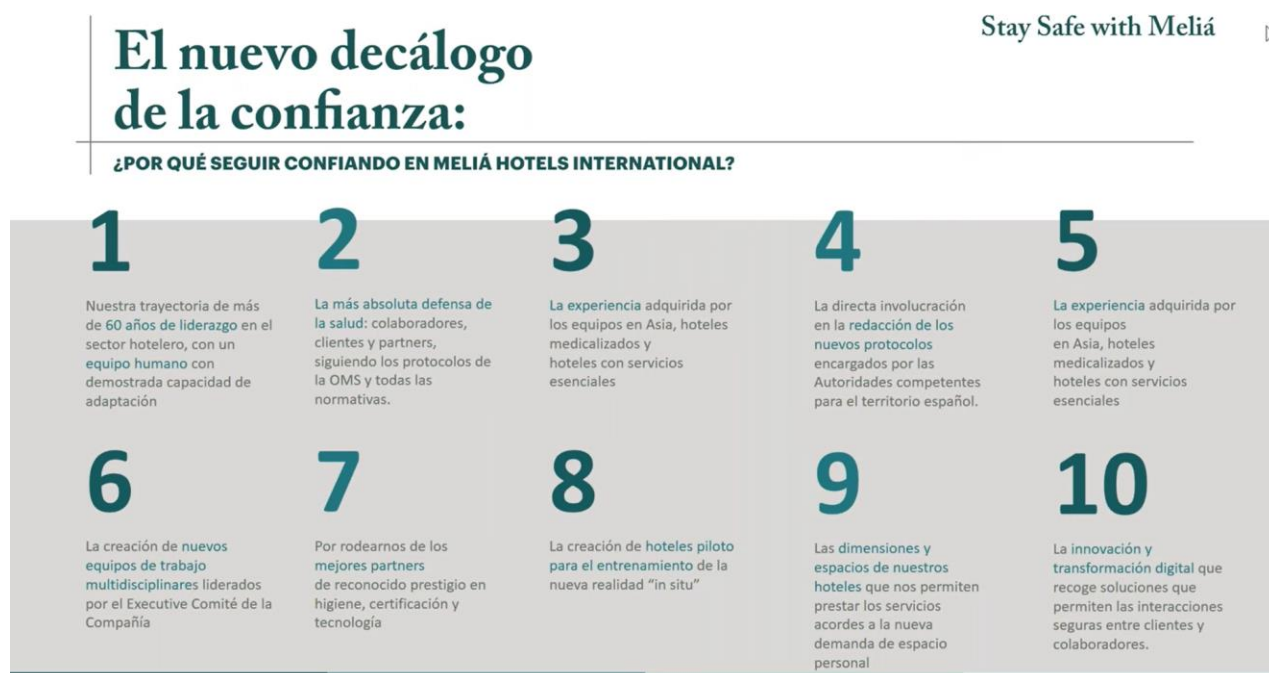 Stay Safe with Meliá
El nuevo decálogo
de la confianza:
¿POR QUÉ SEGUIR CONFIANDO EN MELIÁ HOTELS INTERNATIONAL?
1
Nuestra trayectoria de más
de 60 años de liderazgo en el
sector hotelero, con un
equipo humano con
demostrada capacidad de
adaptación
2
La más absoluta defensa de
la salud: colaboradores,
clientes y partners,
siguiendo los protocolos de
la OMS y todas las
normativas.
3
La experiencia adquirida por
los equipos en Asia, hoteles
medicalizados y
hoteles con servicios
esenciales
4
La directa involucración
en la redacción de los
nuevos protocolos
encargados por las
Autoridades competentes
para el territorio español.
5
La experiencia adquirida por
los equipos
en Asia, hoteles
medicalizados y
hoteles con servicios
esenciales
6
La creación de nuevos
equipos de trabajo
multidisciplinares liderados
por el Executive Comité de la
Compañía
7
Por rodearnos de los
mejores partners
de reconocido prestigio en
higiene, certificación y
tecnología
8
La creación de hoteles piloto
para el entrenamiento de la
nueva realidad “in situ”
9
Las dimensiones y
espacios de nuestros
hoteles que nos permiten
prestar los servicios
acordes a la nueva
demanda de espacio
personal
10
La innovación y
transformación digital que
recoge soluciones que
permiten las interacciones
seguras entre clientes y
colaboradores.